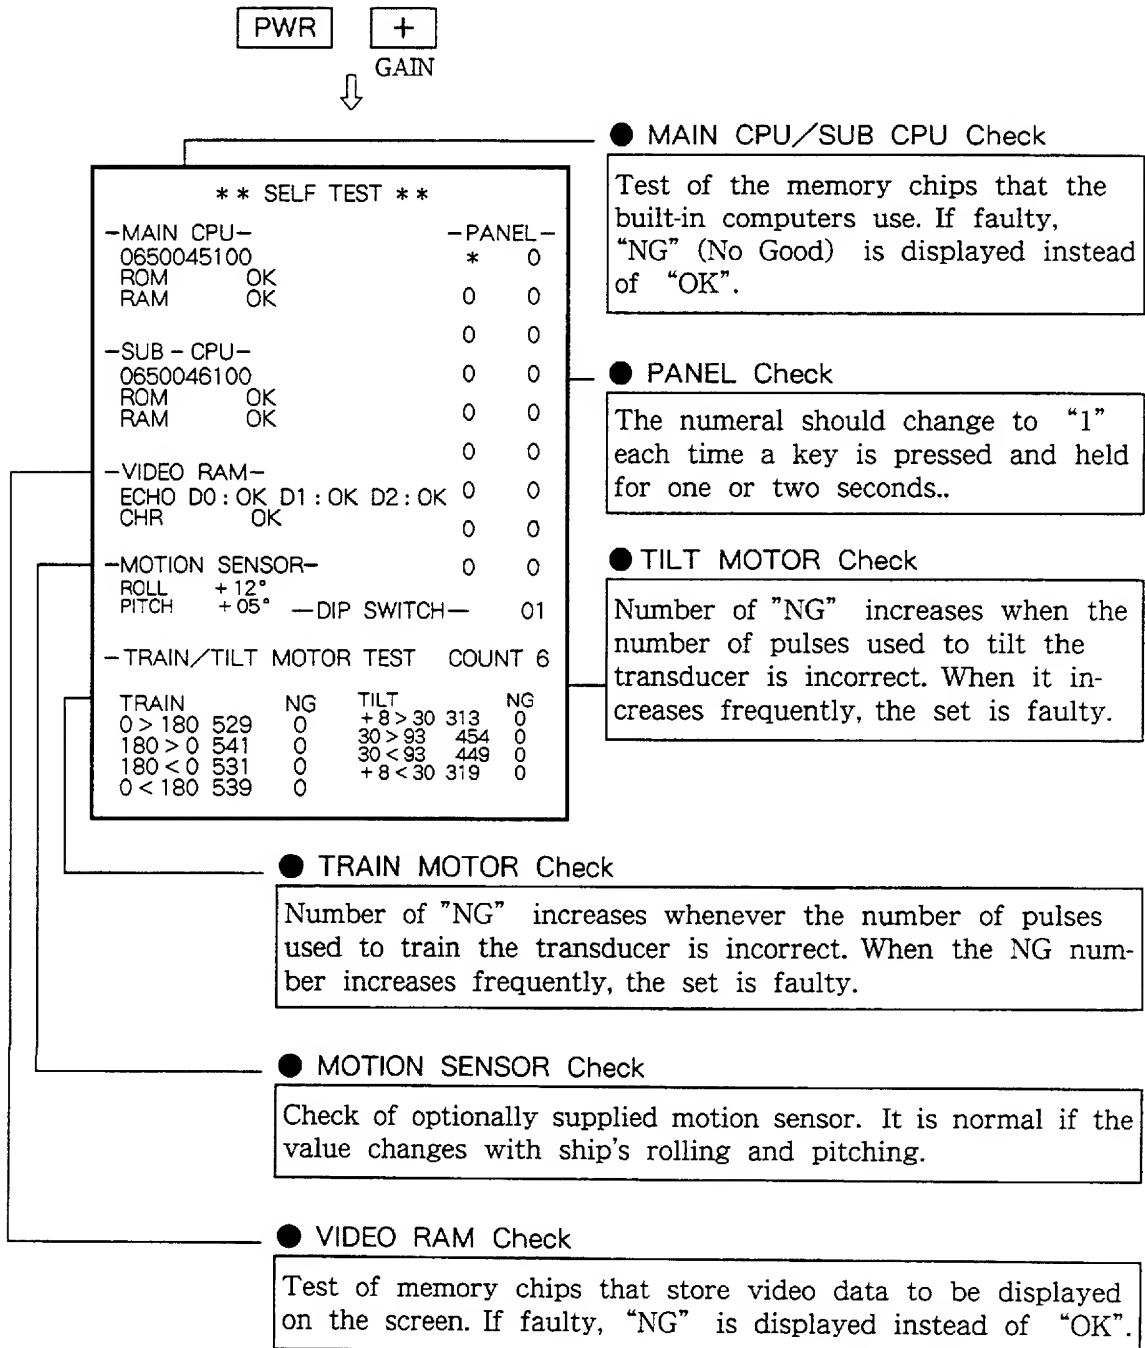 PWR +
GAIN
** SELF TEST **
-MAIN CPU-
0650045100
ROM OK
RAM OK
-SUB-CPU-
0650046100
ROM OK
RAM OK
-VIDEO RAM-
ECHO D0:OK D1:OK D2:OK
CHR OK
-MOTION SENSOR-
ROLL +12°
PITCH +05°
-PANEL-
* 0
0 0
0 0
0 0
0 0
0 0
0 0
0 0
0 0
-DIP SWITCH- 01
-TRAIN/TILT MOTOR TEST COUNT 6
TRAIN NG
0>180 529 0
180>0 541 0
180<0 531 0
0<180 539 0
TILT NG
+8>30 313 0
30>93 454 0
30<93 449 0
+8<30 319 0
● MAIN CPU/SUB CPU Check
Test of the memory chips that the
built-in computers use. If faulty,
“NG” (No Good) is displayed instead
of “OK”.
● PANEL Check
The numeral should change to “1”
each time a key is pressed and held
for one or two seconds..
● TILT MOTOR Check
Number of ”NG” increases when the
number of pulses used to tilt the
transducer is incorrect. When it in-
creases frequently, the set is faulty.
● TRAIN MOTOR Check
Number of ”NG” increases whenever the number of pulses
used to train the transducer is incorrect. When the NG num-
ber increases frequently, the set is faulty.
● MOTION SENSOR Check
Check of optionally supplied motion sensor. It is normal if the
value changes with ship's rolling and pitching.
● VIDEO RAM Check
Test of memory chips that store video data to be displayed
on the screen. If faulty, “NG” is displayed instead of “OK”.